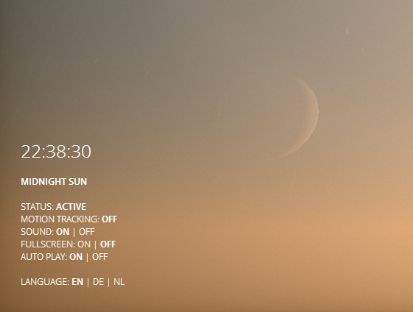 22:38:30
MIDNIGHT SUN
STATUS: ACTIVE
MOTION TRACKING: OFF
SOUND: ON | OFF
FULLSCREEN: ON | OFF
AUTO PLAY: ON | OFF
LANGUAGE: EN | DE | NL